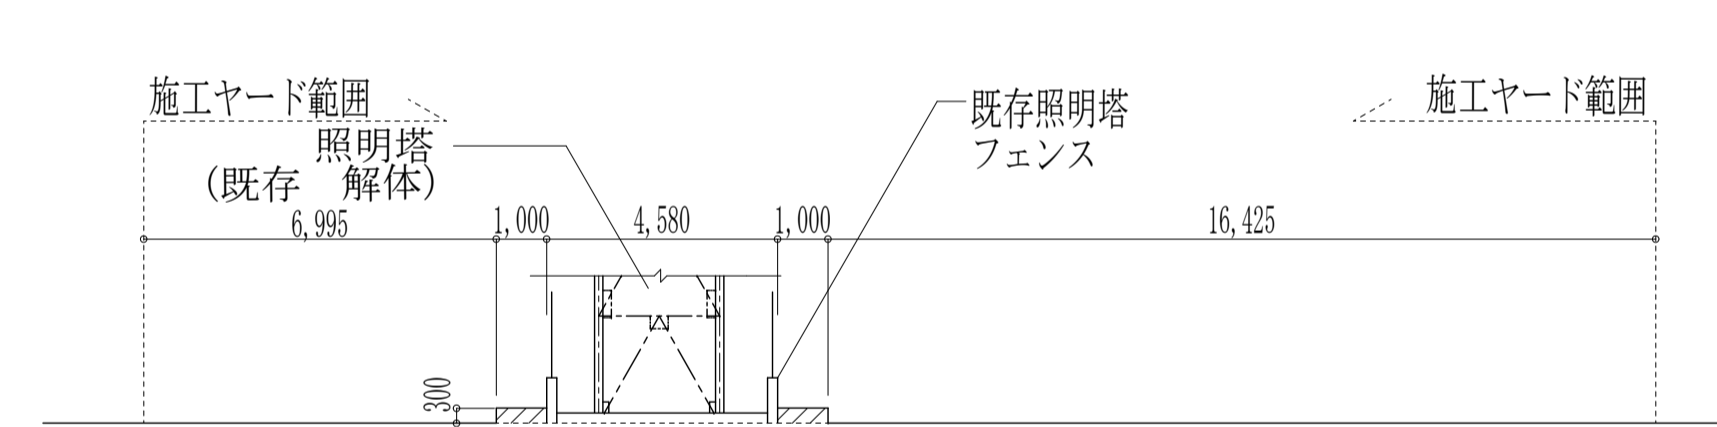 施工ヤード範囲
照明塔
(既存　解体)
既存照明塔
フェンス
施工ヤード範囲
6,995
1,000
4,580
1,000
16,425
300